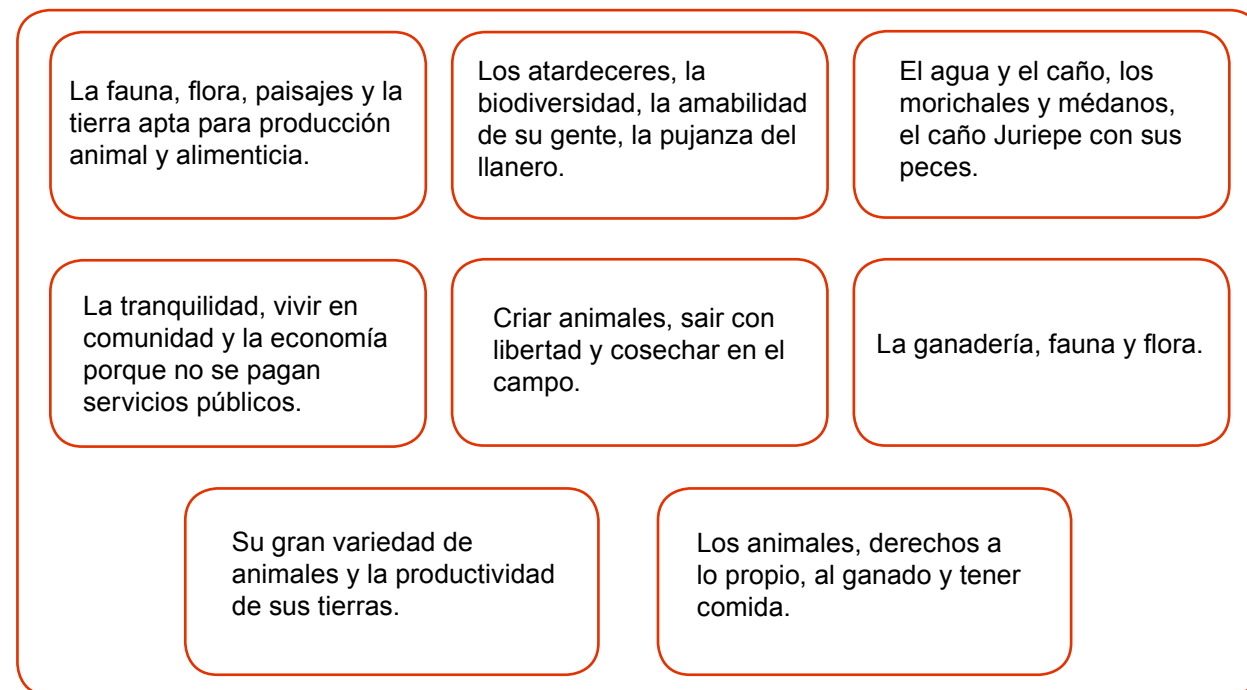 La fauna, flora, paisajes y la
tierra apta para producción
animal y alimenticia.
Los atardeceres, la
biodiversidad, la amabilidad
de su gente, la pujanza del
llanero.
El agua y el caño, los
morichales y médanos,
el caño Juriepe con sus
peces.
La tranquilidad, vivir en
comunidad y la economía
porque no se pagan
servicios públicos.
Criar animales, sair con
libertad y cosechar en el
campo.
La ganadería, fauna y flora.
Su gran variedad de
animales y la productividad
de sus tierras.
Los animales, derechos a
lo propio, al ganado y tener
comida.